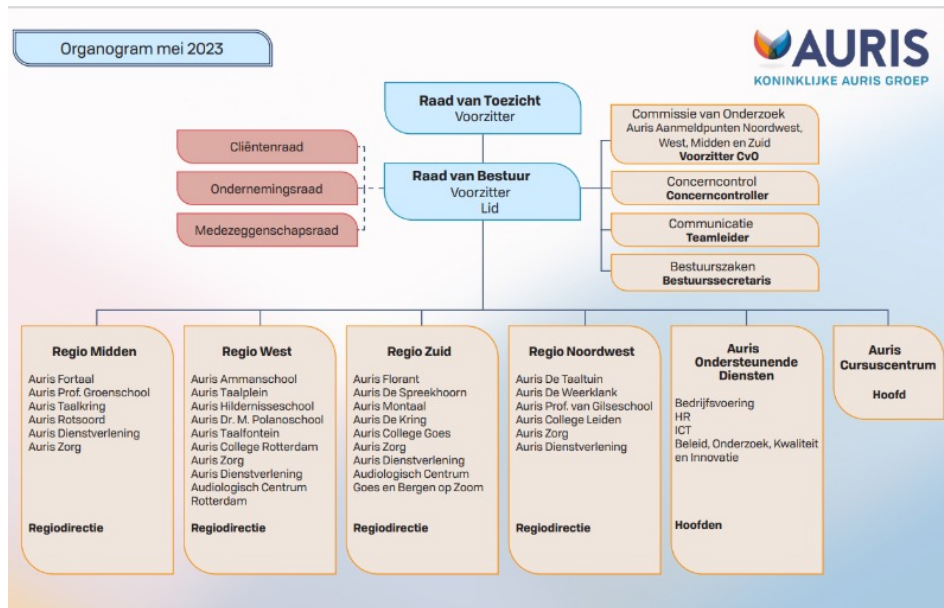 Organogram mei 2023
AURIS
KONINKLIJKE AURIS GROEP
Raad van Toezicht
Voorzitter
Cliëntenraad
Ondernemingsraad
Medezeggenschapsraad
Raad van Bestuur
Voorzitter
Lid
Commissie van Onderzoek
Auris Aanmeldpunten Noordwest,
West, Midden en Zuid
Voorzitter CvO
Concerncontrol
Concerncontroller
Communicatie
Teamleider
Bestuurszaken
Bestuurssecretaris
Regio Midden
Auris Fortaal
Auris Prof. Groenschool
Auris Taalkring
Auris Rotsoord
Auris Dienstverlening
Auris Zorg
Regiodirectie
Regio West
Auris Ammanschool
Auris Taalplein
Auris Hildernisseschool
Auris Dr. M. Polanoschool
Auris Taalfontein
Auris College Rotterdam
Auris Zorg
Auris Dienstverlening
Audiologisch Centrum
Rotterdam
Regiodirectie
Regio Zuid
Auris Florant
Auris De Spreekhoorn
Auris Montaal
Auris De Kring
Auris College Goes
Auris Zorg
Auris Dienstverlening
Audiologisch Centrum
Goes en Bergen op Zoom
Regiodirectie
Regio Noordwest
Auris De Taaltuin
Auris De Weerklank
Auris Prof. van Gilseschool
Auris College Leiden
Auris Zorg
Auris Dienstverlening
Regiodirectie
Auris
Ondersteunende
Diensten
Bedrijfsvoering
HR
ICT
Beleid, Onderzoek, Kwaliteit
en Innovatie
Hoofden
Auris
Cursuscentrum
Hoofd